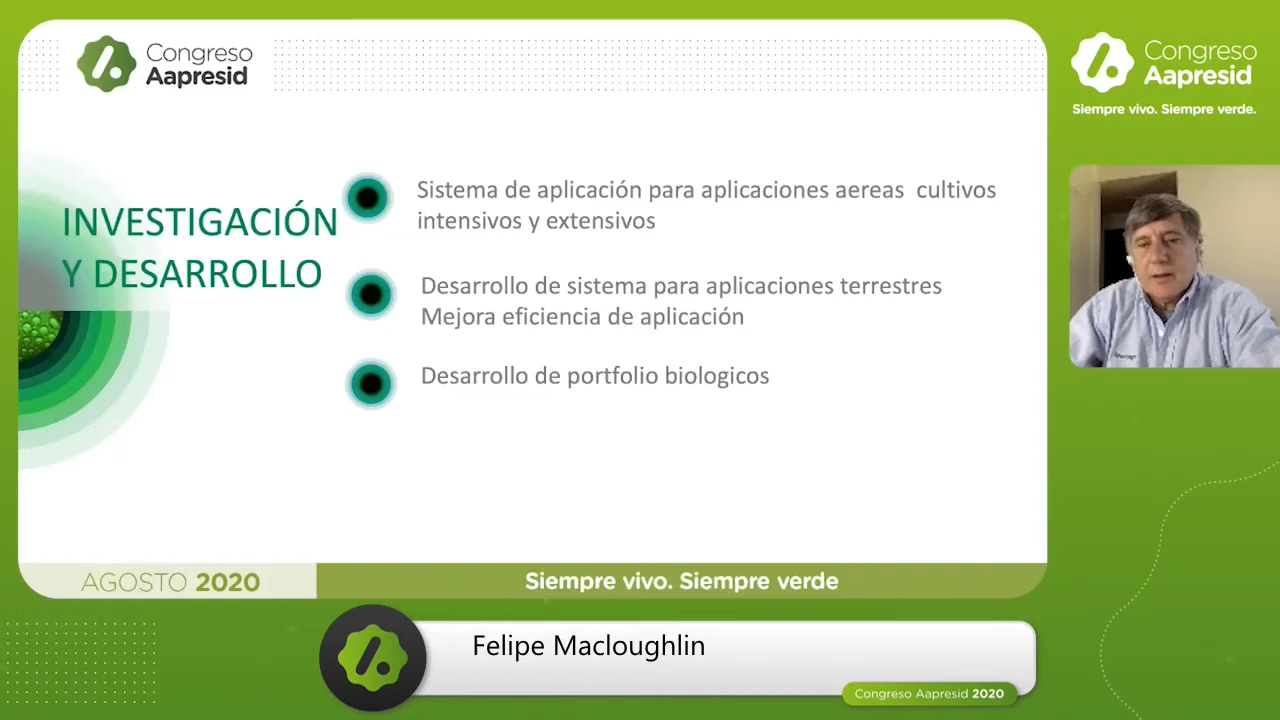 Congreso
Aapresid
Congreso
Aapresid
Siempre vivo. Siempre verde.
INVESTIGACIÓN
Y DESARROLLO
Sistema de aplicación para aplicaciones aereas cultivos
intensivos y extensivos
Desarrollo de sistema para aplicaciones terrestres
Mejora eficiencia de aplicación
Desarrollo de portfolio biologicos
AGOSTO 2020
Siempre vivo. Siempre verde
Felipe Macloughlin
Congreso Aapresid 2020